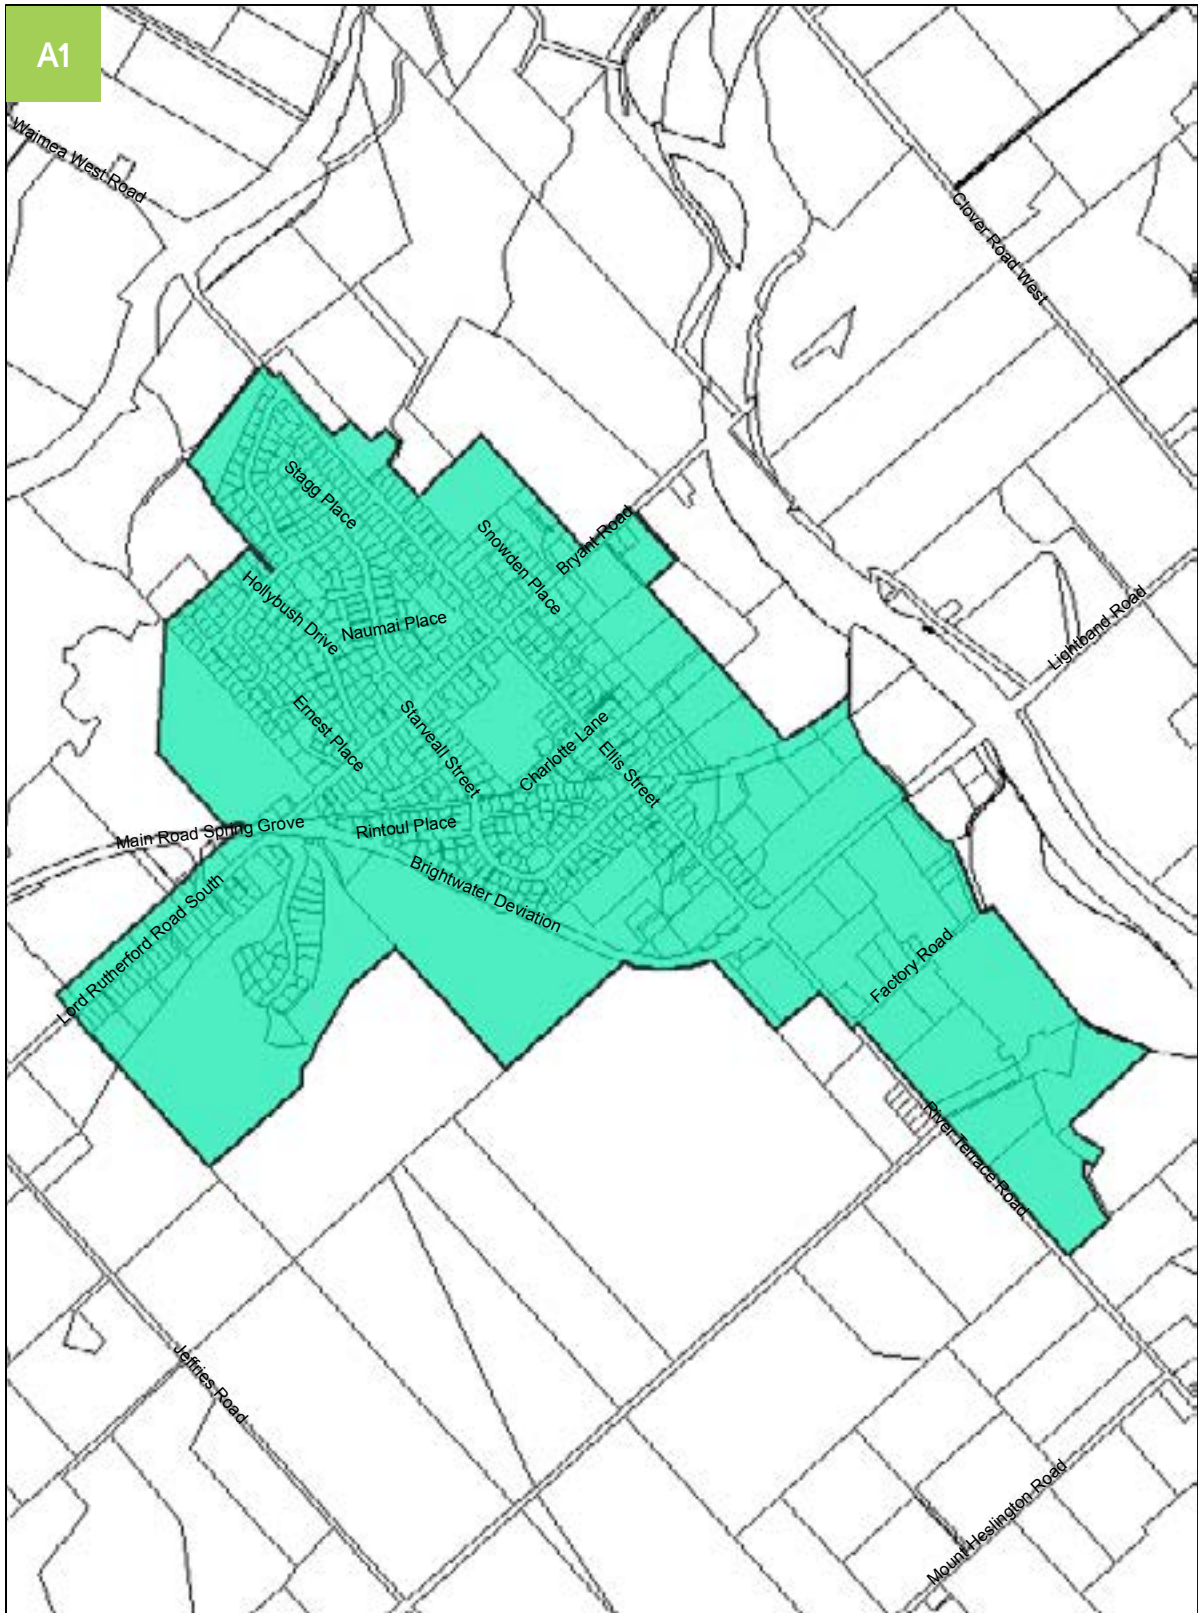 A1
Waimea West Road
Clover Road West
Stagg Place
Snowden Place
Bryant Road
Hollybush Drive
Naumai Place
Lightband Road
Ernest Place
Starveall Street
Charlotte Lane
Ellis Street
Main Road Spring Grove
Rintoul Place
Brightwater Deviation
Lord Rutherford Road South
Factory Road
River Terrace Road
Jeffries Road
Mount Heslington Road